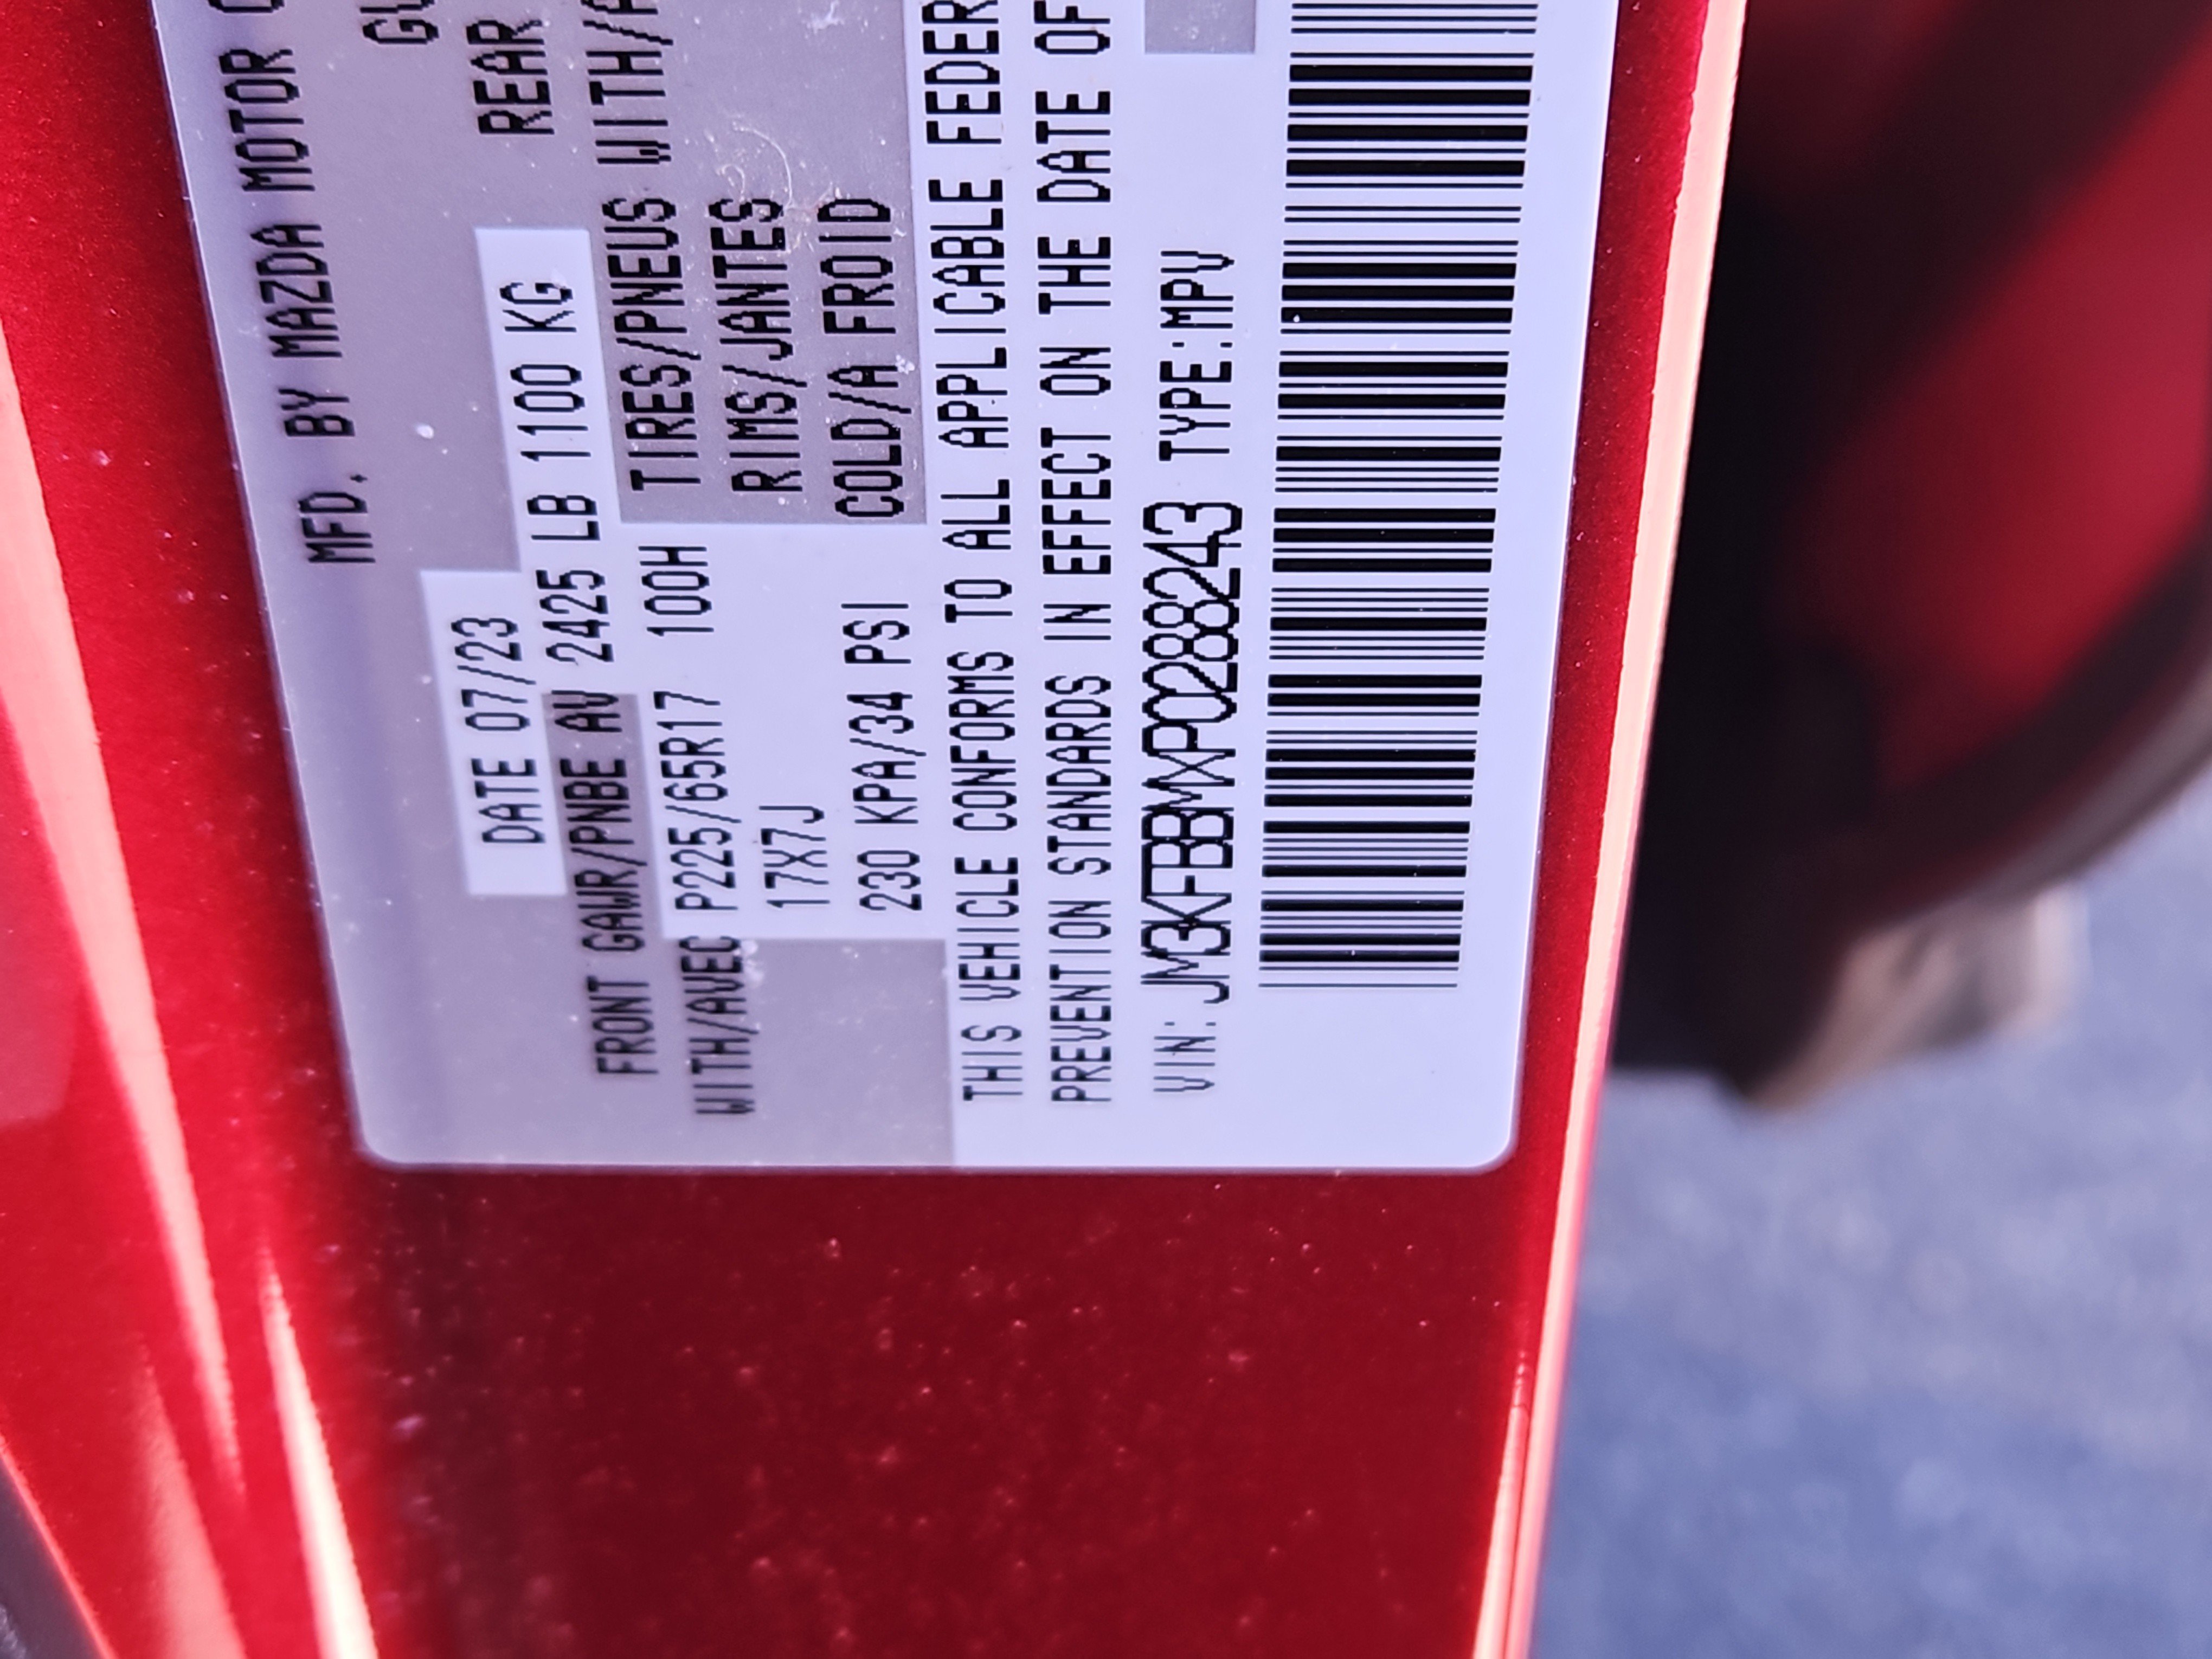 MFD. BY MAZDA MOTOR
DATE 07/23
FRONT GAWR/PNBE AV 2425 LB 1100 KG REAR
WITH/AVEC P225/65R17 100H TIRES/PNEUS WITH/
17X7J RIMS/JANTES
230 KPA/34 PSI COLD/A FROID
THIS VEHICLE CONFORMS TO ALL APPLICABLE FEDER
PREVENTION STANDARDS IN EFFECT ON THE DATE OF
VIN: JM3KFBBMXP0288243 TYPE:MPV